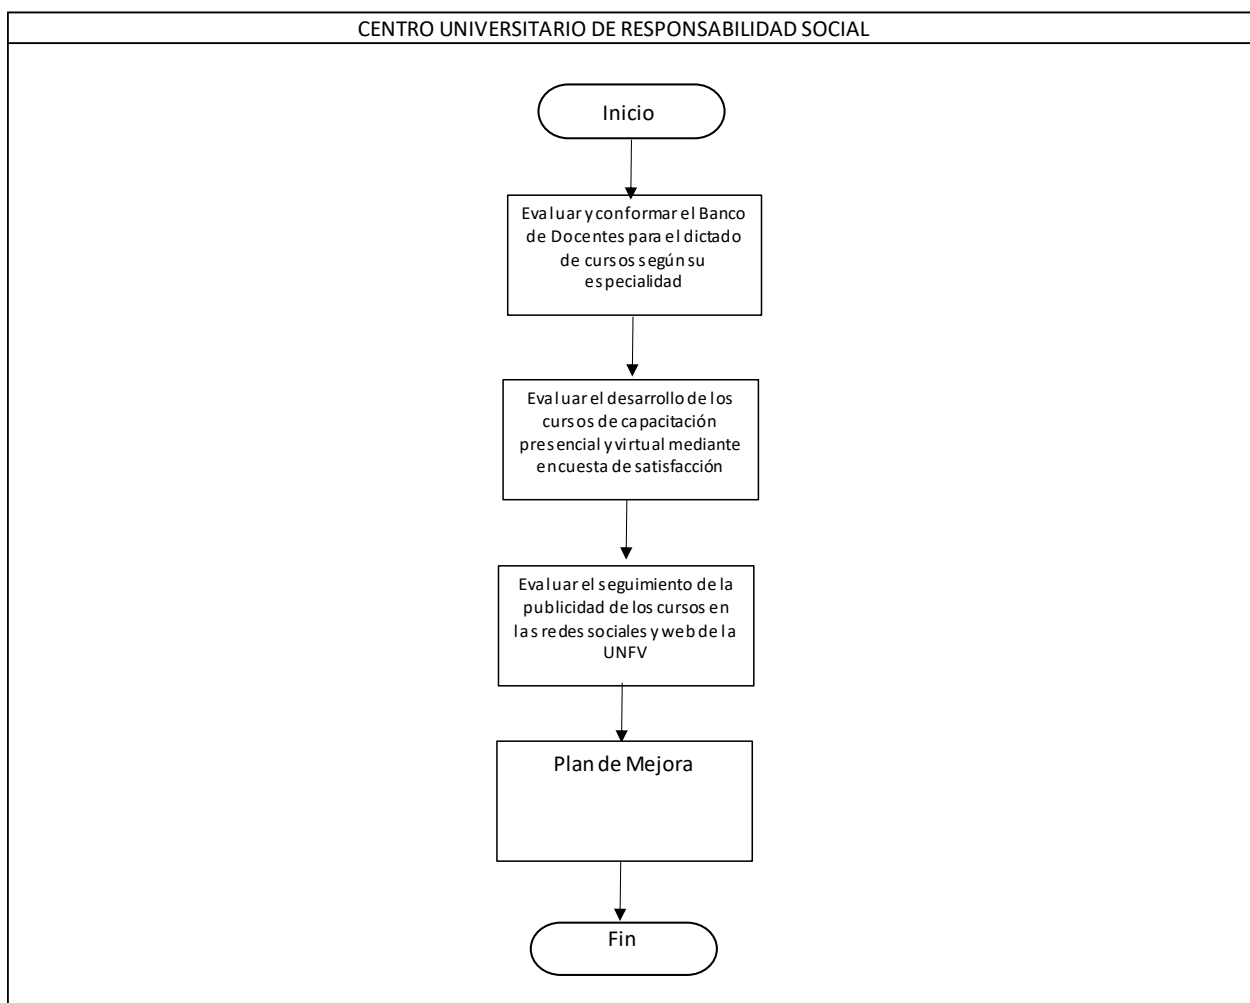 CENTRO UNIVERSITARIO DE RESPONSABILIDAD SOCIAL
Inicio
Evaluar y conformar el Banco
de Docentes para el dictado
de cursos según su
especialidad
Evaluar el desarrollo de los
cursos de capacitación
presencial y virtual mediante
encuesta de satisfacción
Evaluar el seguimiento de la
publicidad de los cursos en
las redes sociales y web de la
UNFV
Plan de Mejora
Fin